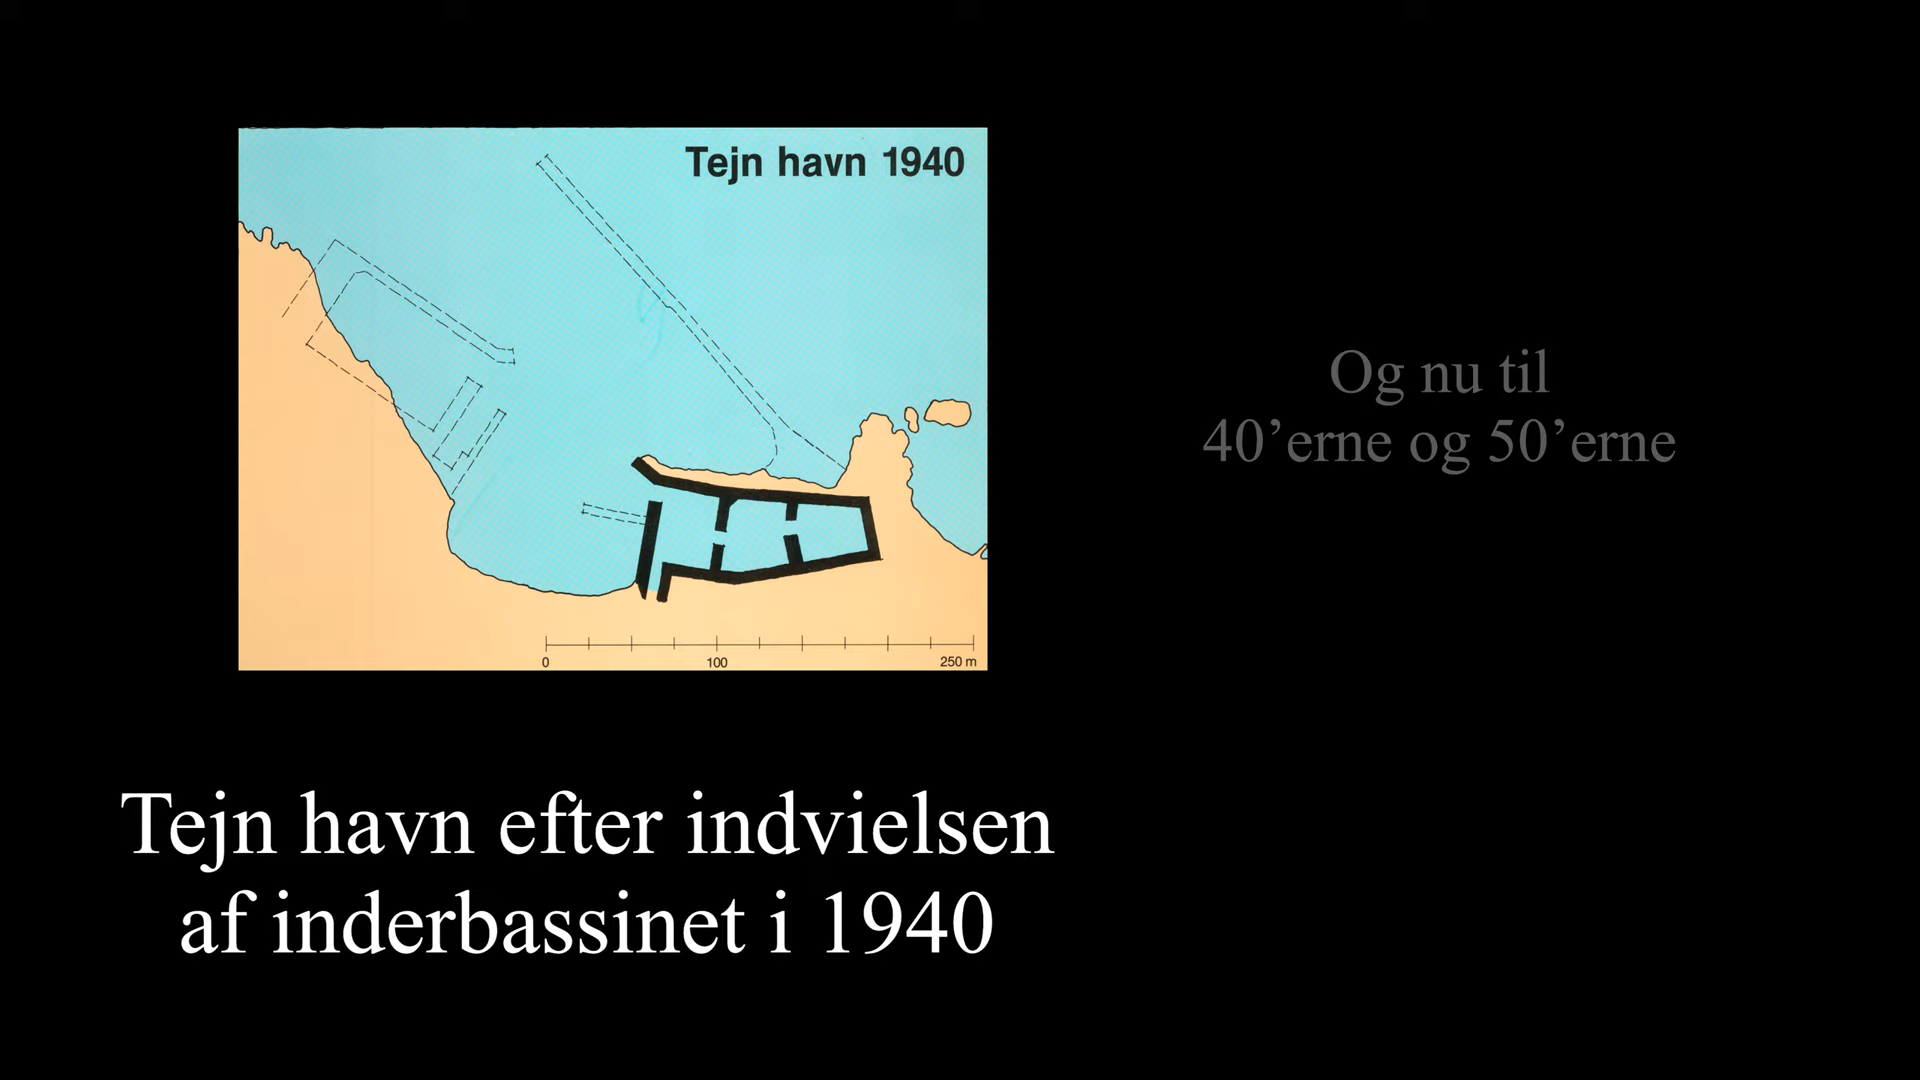 Tejn havn 1940
0 100 250 m
Og nu til
40’erne og 50’erne
Tejn havn efter indvielsen
af inderbassinet i 1940